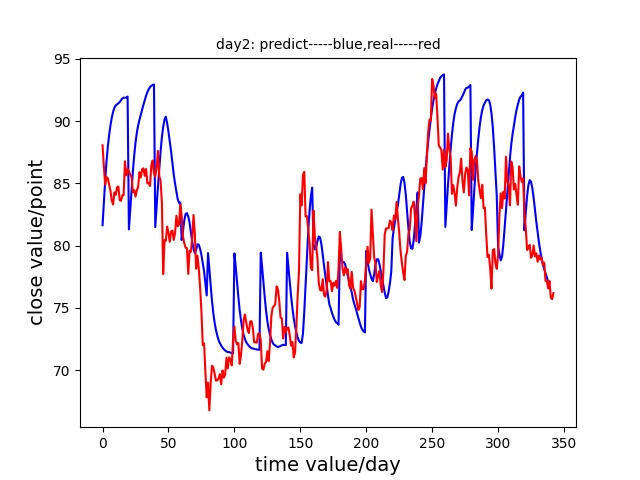 day2: predict-----blue,real-----red
95
90
85
80
75
70
close value/point
0 50 100 150 200 250 300 350
time value/day